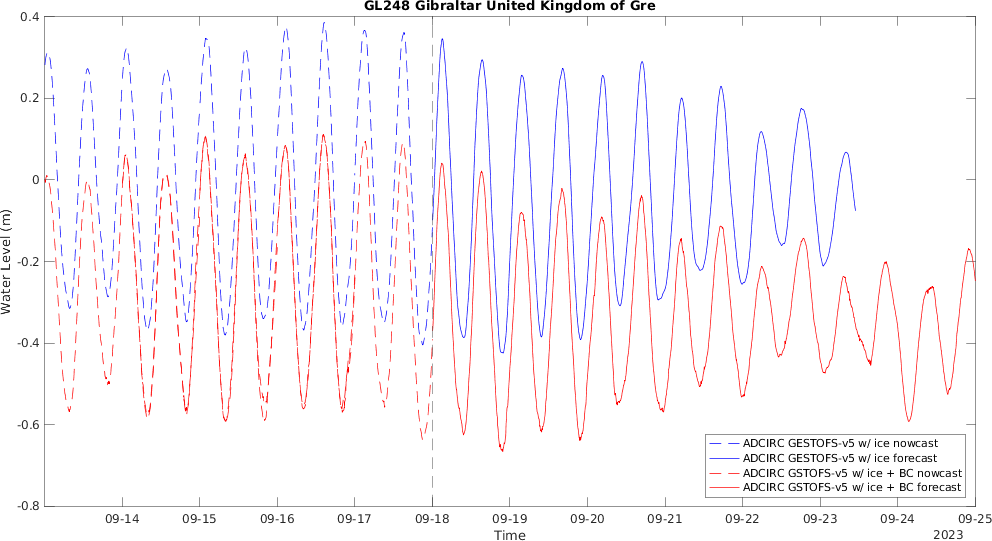 GL248 Gibraltar United Kingdom of Gre
0.4
0.2
0
-0.2
-0.4
-0.6
-0.8
Water Level (m)
ADCIRC GESTOFS-v5 w/ ice nowcast
ADCIRC GESTOFS-v5 w/ ice forecast
ADCIRC GSTOFS-v5 w/ ice + BC nowcast
ADCIRC GSTOFS-v5 w/ ice + BC forecast
09-14 09-15 09-16 09-17 09-18 09-19 09-20 09-21 09-22 09-23 09-24 09-25
Time
2023